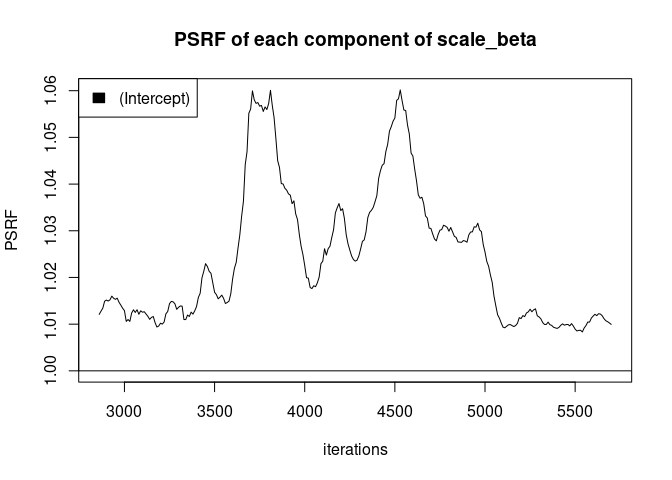 PSRF of each component of scale_beta
(Intercept)
PSRF
1.06
1.05
1.04
1.03
1.02
1.01
1.00
3000 3500 4000 4500 5000 5500
iterations